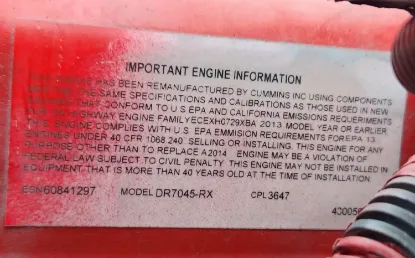 IMPORTANT ENGINE INFORMATION
HAS BEEN REMANUFACTURED BY CUMMINS INC USING COMPONENTS
THE SAME SPECIFICATIONS AND CALIBRATIONS AS THOSE USED IN NEW
THAT CONFORM TO U.S EPA AND CALIFORNIA EMISSIONS REQUIRIMENTS
HIGHWAY ENGINE FAMILYECEXH0729XBA 2013 MODEL YEAR OR EARLIER
THIS ENGINE COMPLIES WITH U.S. EPA EMMISION REQUIREMENTS FOR EPA 13
ENGINES UNDER 40 CFR 1068.240. SELLING OR INSTALLING. THIS ENGINE FOR ANY
PURPOSE OTHER THAN TO REPLACE A 2014 ENGINE MAY BE A VIOLATION OF
FEDERAL LAW SUBJECT TO CIVIL PENALTY. THIS ENGINE MAY NOT BE INSTALLED IN
EQUIPMENT THAT IS MORE THAN 40 YEARS OLD AT THE TIME OF INSTALLATION
ESN60841297 MODEL DR7045-RX CPL3647